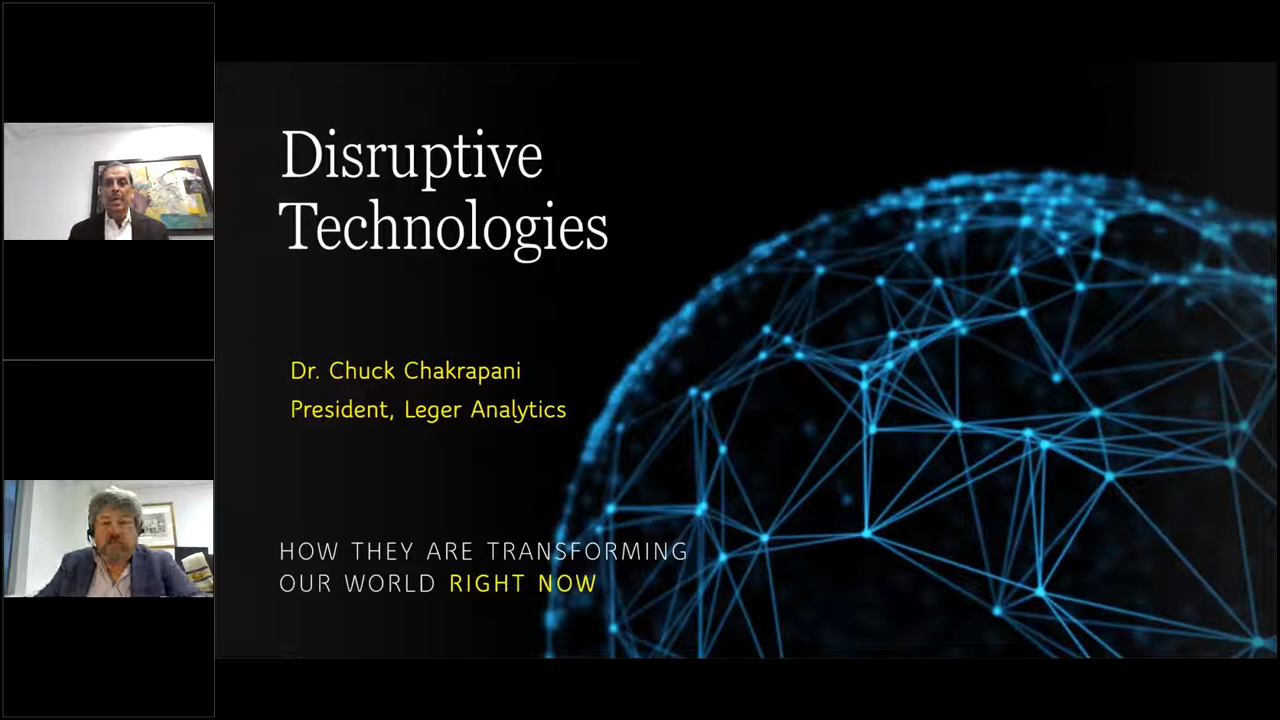 Disruptive
Technologies
Dr. Chuck Chakrapani
President, Leger Analytics
HOW THEY ARE TRANSFORMING
OUR WORLD RIGHT NOW